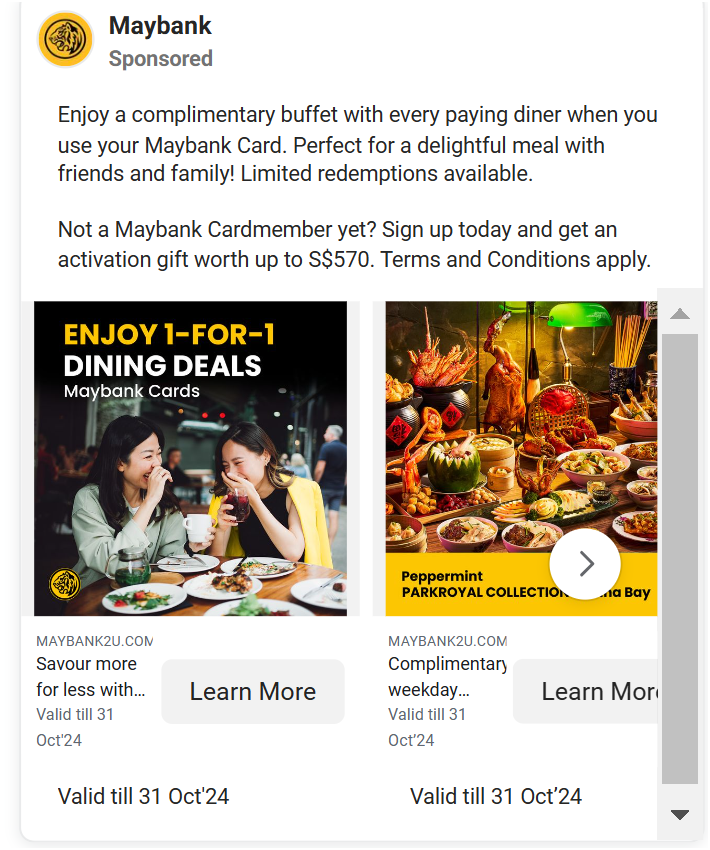 Maybank
Sponsored
Enjoy a complimentary buffet with every paying diner when you
use your Maybank Card. Perfect for a delightful meal with
friends and family! Limited redemptions available.
Not a Maybank Cardmember yet? Sign up today and get an
activation gift worth up to S$570. Terms and Conditions apply.
ENJOY 1-FOR-1
DINING DEALS
Maybank Cards
Peppermint
PARKROYAL COLLECTION Bay
MAYBANK2U.COM
Savour more
for less with...
Valid till 31
Oct'24
Learn More
MAYBANK2U.COM
Complimentary
weekday...
Valid till 31
Oct’24
Learn More
Valid till 31 Oct'24
Valid till 31 Oct’24